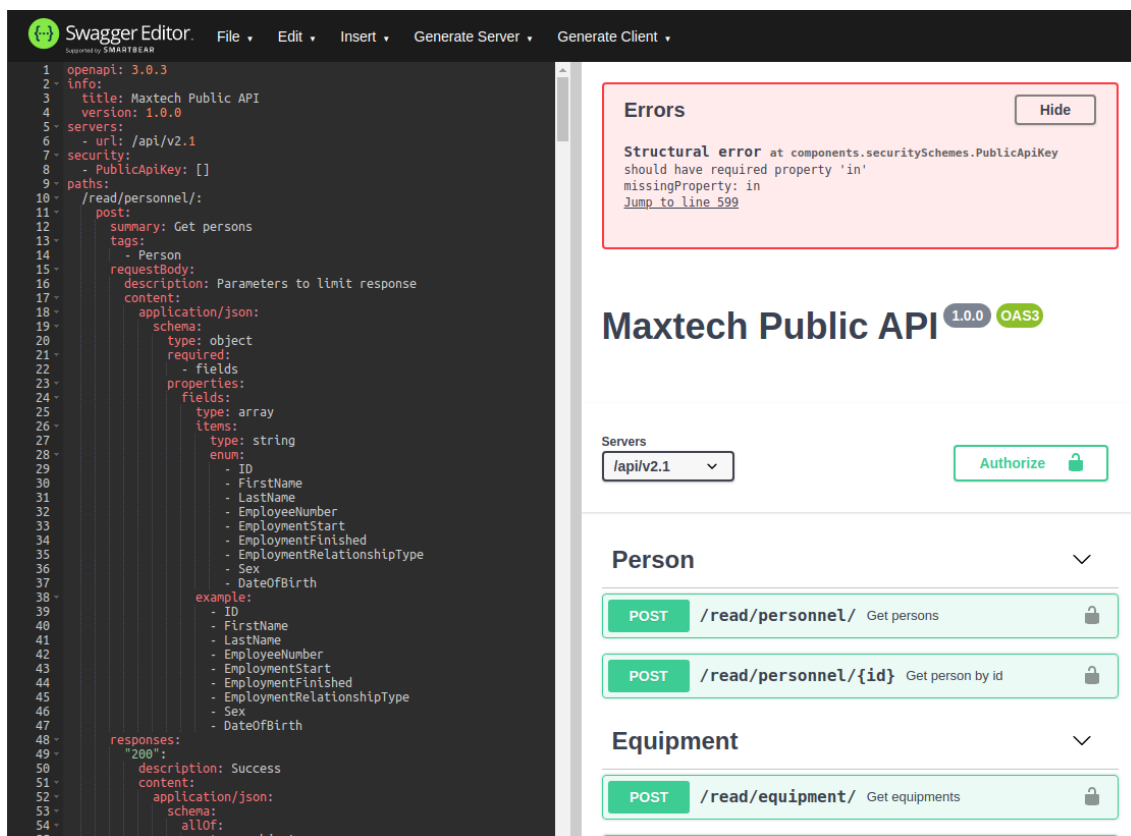 Swagger Editor.
Supported by SMARTBEAR
File Edit Insert Generate Server Generate Client
1 openapi: 3.0.3
2 info:
3 title: Maxtech Public API
4 version: 1.0.0
5 servers:
6 - url: /api/v2.1
7 security:
8 - PublicApiKey: []
9 paths:
10 /read/personnel/:
11 post:
12 summary: Get persons
13 tags:
14 - Person
15 requestBody:
16 description: Parameters to limit response
17 content:
18 application/json:
19 schema:
20 type: object
21 required:
22 - fields
23 properties:
24 fields:
25 type: array
26 items:
27 type: string
28 enum:
29 - ID
30 - FirstName
31 - LastName
32 - EmployeeNumber
33 - EmploymentStart
34 - EmploymentFinished
35 - EmploymentRelationshipType
36 - Sex
37 - DateOfBirth
38 example:
39 - ID
40 - FirstName
41 - LastName
42 - EmployeeNumber
43 - EmploymentStart
44 - EmploymentFinished
45 - EmploymentRelationshipType
46 - Sex
47 - DateOfBirth
48 responses:
49 "200":
50 description: Success
51 content:
52 application/json:
53 schema:
54 allOf:
Errors
Hide
Structural error at components.securitySchemes.PublicApiKey
should have required property 'in'
missingProperty: in
Jump to line 599
Maxtech Public API 1.0.0 OAS3
Servers
/api/v2.1
Authorize
Person
POST /read/personnel/ Get persons
POST /read/personnel/{id} Get person by id
Equipment
POST /read/equipment/ Get equipments